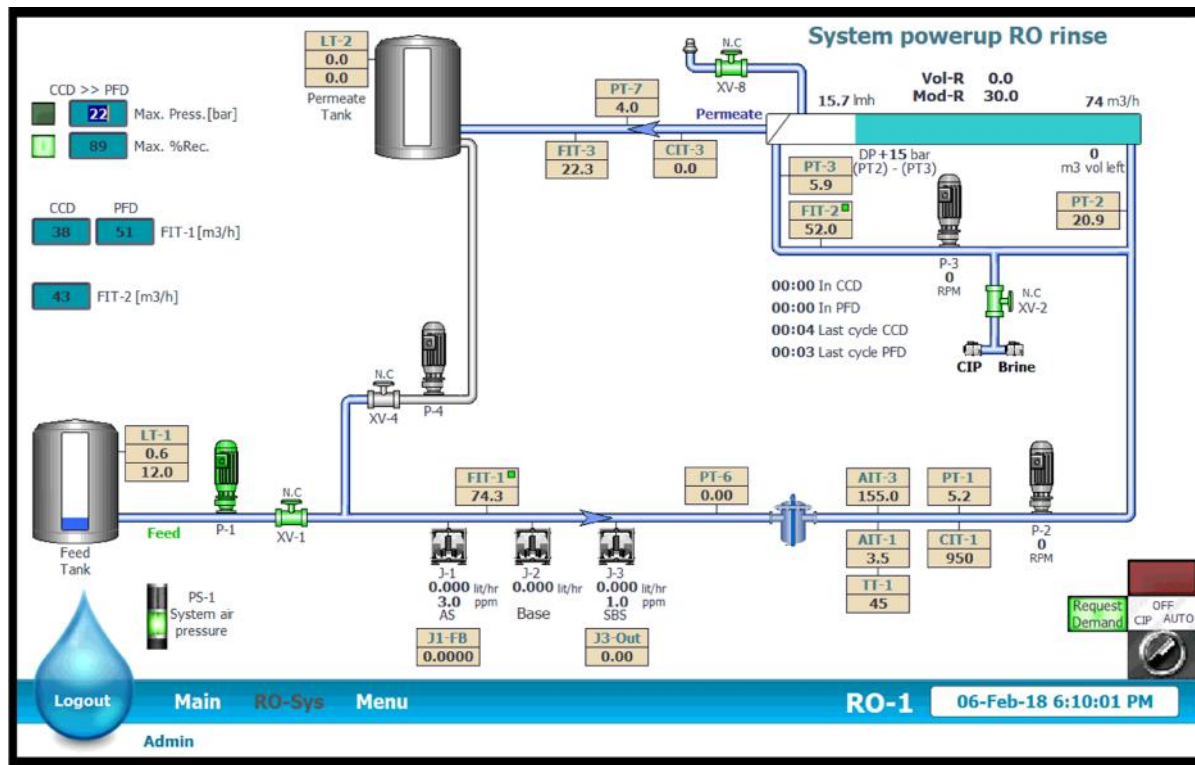 System powerup RO rinse
CCD >> PFD
22 Max. Press.[bar]
89 Max. %Rec.
CCD PFD
38 51 FIT-1[m3/h]
43 FIT-2 [m3/h]
LT-2
0.0
0.0
Permeate
Tank
PT-7
4.0
FIT-3
22.3
CIT-3
0.0
Permeate
N.C
XV-8
Vol-R 0.0
Mod-R 30.0
15.7 lmh
74 m3/h
DP+15 bar
(PT2) - (PT3)
0
m3 vol left
PT-3
5.9
FIT-2
52.0
PT-2
20.9
P-3
0
RPM
N.C
XV-2
CIP Brine
00:00 In CCD
00:00 In PFD
00:04 Last cycle CCD
00:03 Last cycle PFD
N.C
XV-4
P-4
LT-1
0.6
12.0
Feed
Tank
Feed
P-1
N.C
XV-1
FIT-1
74.3
PT-6
0.00
AIT-3
155.0
PT-1
5.2
AIT-1
3.5
CIT-1
950
TT-1
45
P-2
0
RPM
J-1
0.000 lit/hr
3.0 ppm
AS
J1-FB
0.0000
J-2
0.000 lit/hr
Base
J-3
0.000 lit/hr
1.0 ppm
SBS
J3-Out
0.00
PS-1
System air
pressure
Request
Demand
OFF
CIP AUTO
Logout Main RO-Sys Menu RO-1 06-Feb-18 6:10:01 PM
Admin